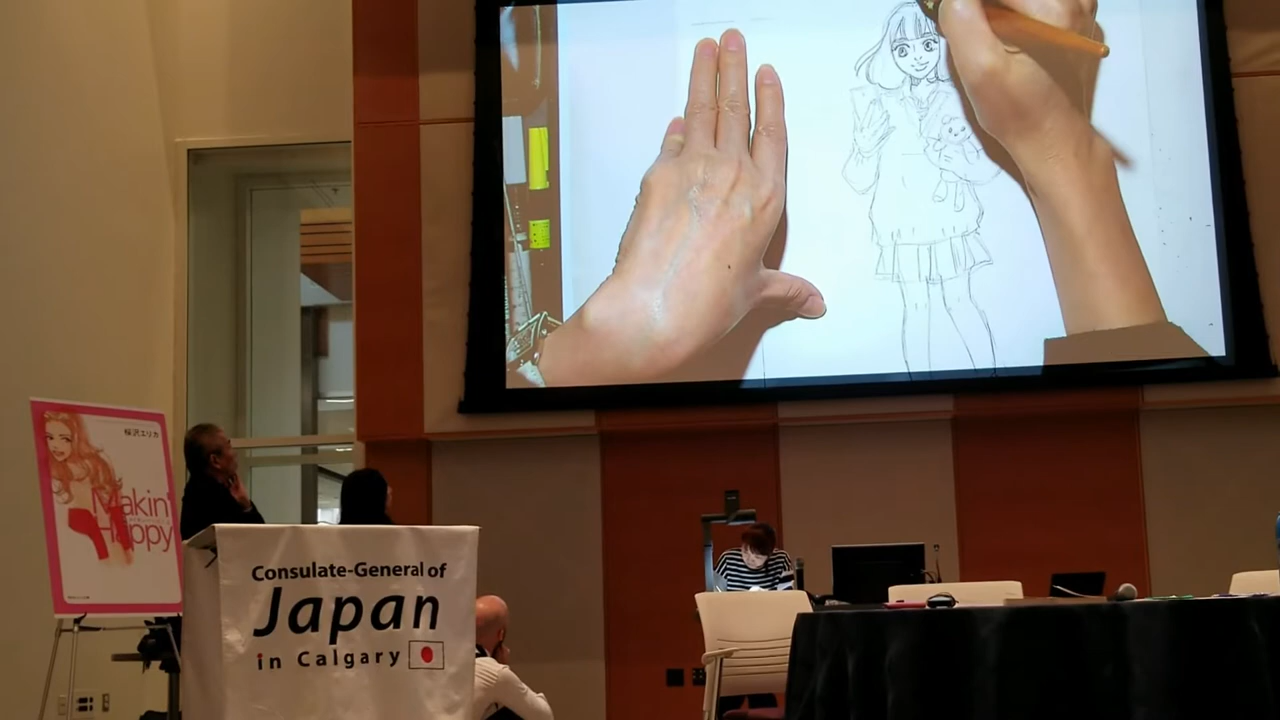 桜沢エリカ
Makin'
Happy
Consulate-General of
Japan
in Calgary